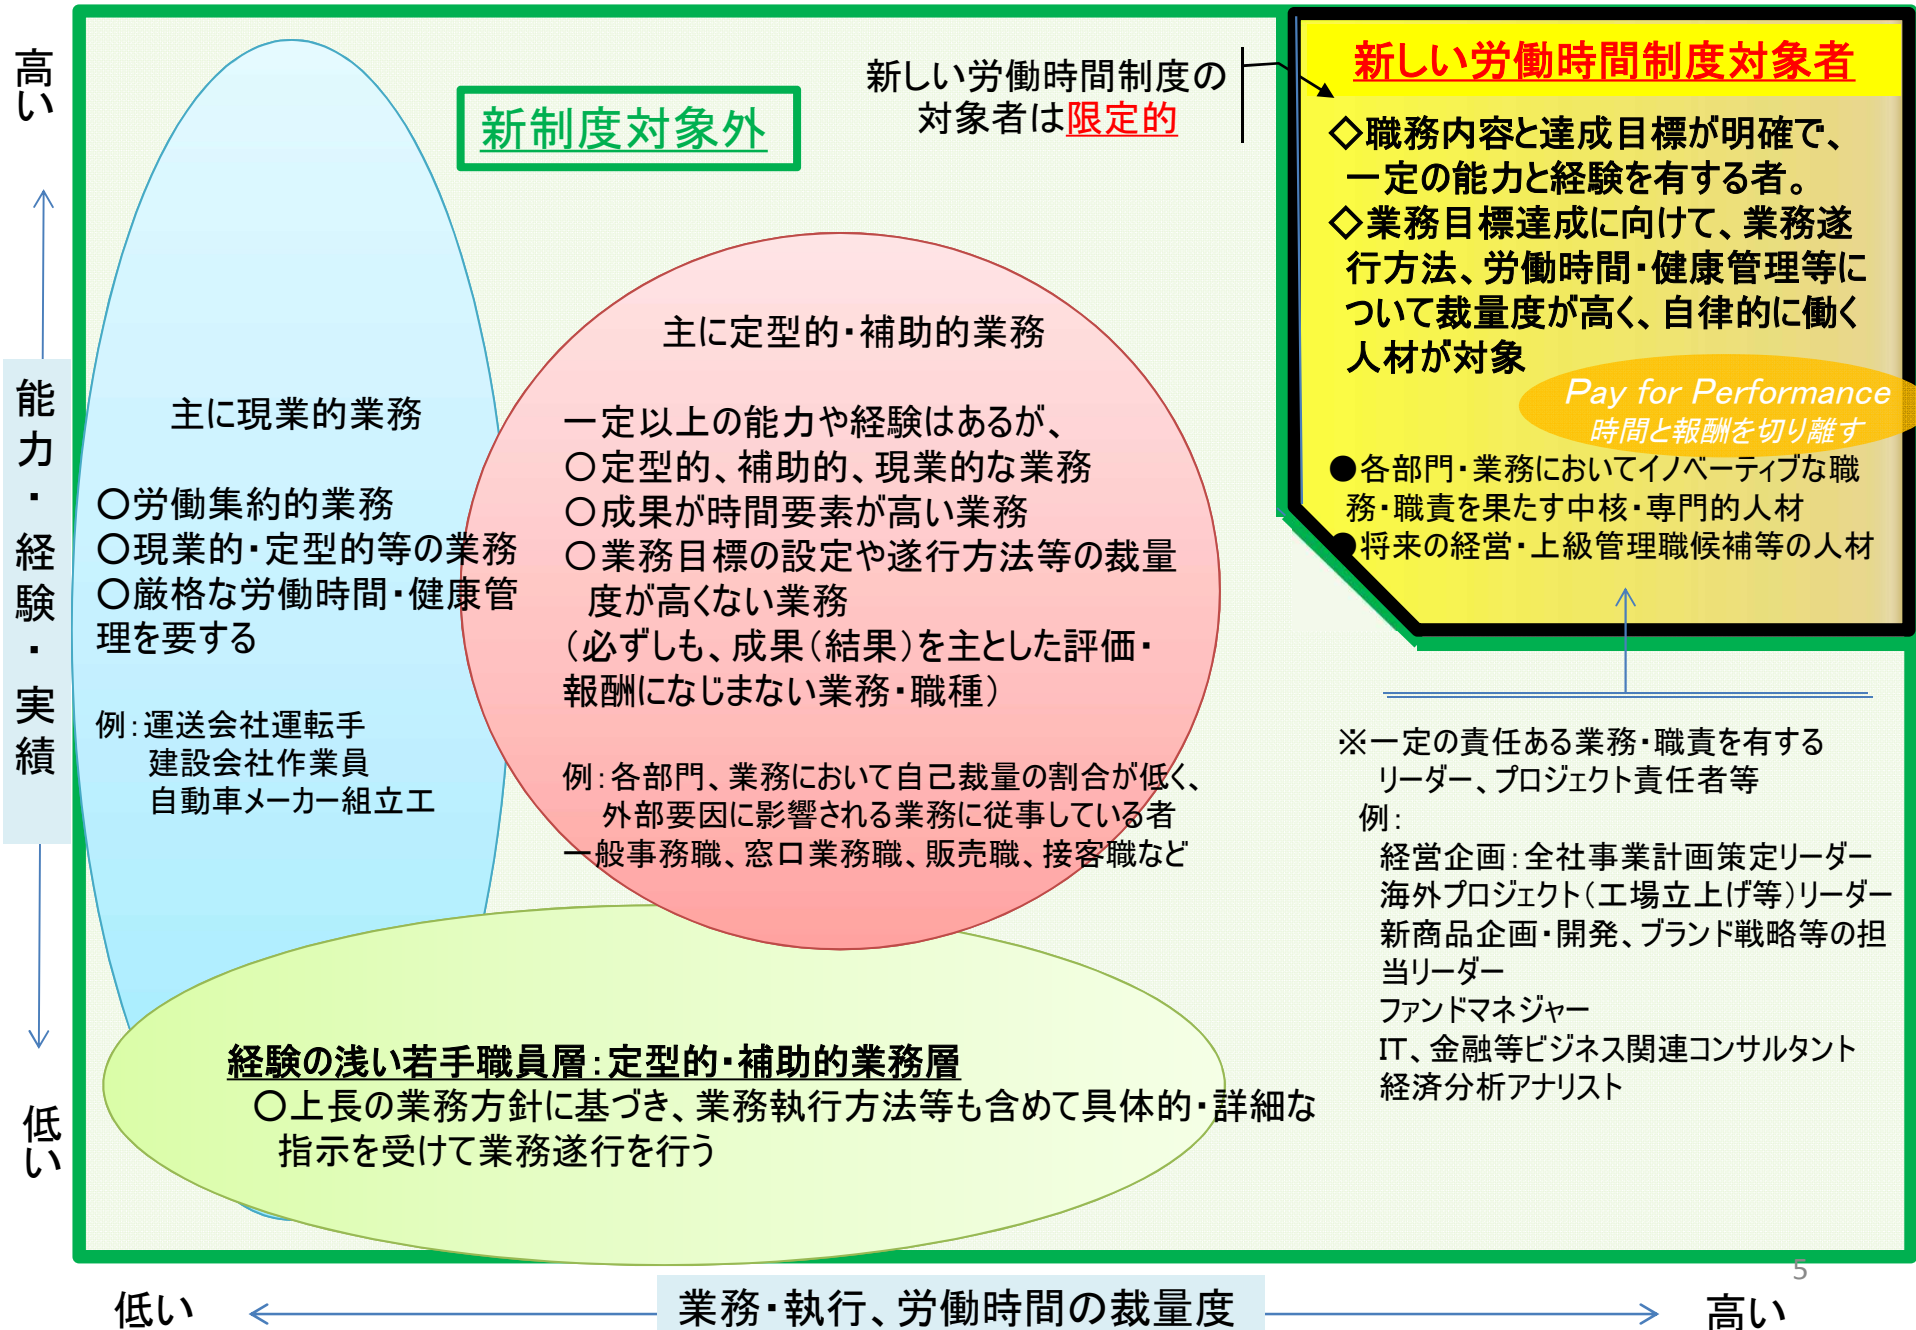 高い
能力・経験・実績
低い
新制度対象外
新しい労働時間制度の
対象者は限定的
新しい労働時間制度対象者
◇職務内容と達成目標が明確で、
一定の能力と経験を有する者。
◇業務目標達成に向けて、業務遂
行方法、労働時間・健康管理等に
ついて裁量度が高く、自律的に働く
人材が対象
Pay for Performance
時間と報酬を切り離す
●各部門・業務においてイノベーティブな職
務・職責を果たす中核・専門的人材
●将来の経営・上級管理職候補等の人材
主に現業的業務
○労働集約的業務
○現業的・定型的等の業務
○厳格な労働時間・健康管
理を要する
例：運送会社運転手
建設会社作業員
自動車メーカー組立工
主に定型的・補助的業務
一定以上の能力や経験はあるが、
○定型的、補助的、現業的な業務
○成果が時間要素が高い業務
○業務目標の設定や遂行方法等の裁量
度が高くない業務
（必ずしも、成果（結果）を主とした評価・
報酬になじまない業務・職種）
例：各部門、業務において自己裁量の割合が低く、
外部要因に影響される業務に従事している者
一般事務職、窓口業務職、販売職、接客職など
※一定の責任ある業務・職責を有する
リーダー、プロジェクト責任者等
例：
経営企画：全社事業計画策定リーダー
海外プロジェクト（工場立上げ等）リーダー
新商品企画・開発、ブランド戦略等の担
当リーダー
ファンドマネジャー
IT、金融等ビジネス関連コンサルタント
経済分析アナリスト
経験の浅い若手職員層：定型的・補助的業務層
○上長の業務方針に基づき、業務執行方法等も含めて具体的・詳細な
指示を受けて業務遂行を行う
5
低い
業務・執行、労働時間の裁量度
高い